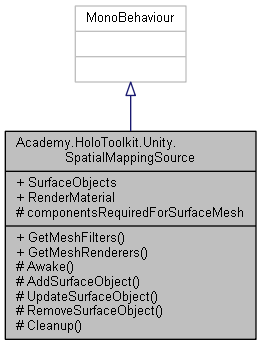 MonoBehaviour
Academy.HoloToolkit.Unity.
SpatialMappingSource
+ SurfaceObjects
+ RenderMaterial
# componentsRequiredForSurfaceMesh
+ GetMeshFilters()
+ GetMeshRenderers()
# Awake()
# AddSurfaceObject()
# UpdateSurfaceObject()
# RemoveSurfaceObject()
# Cleanup()